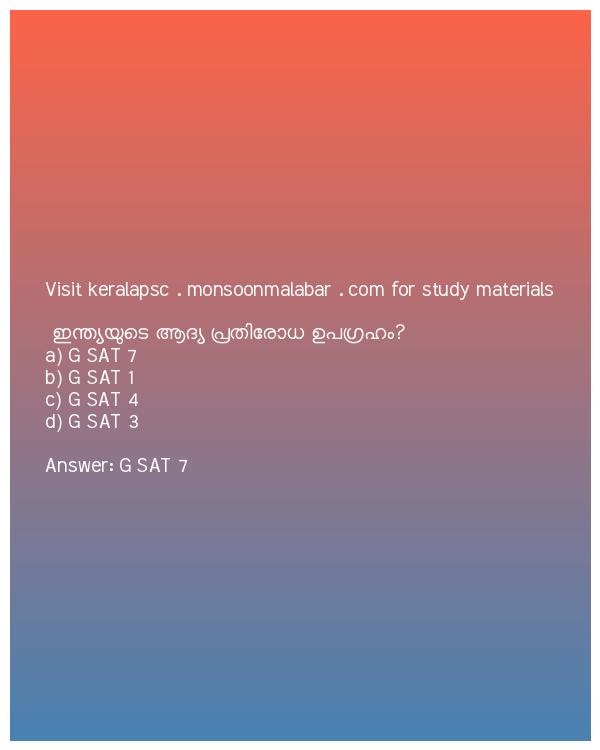 Visit keralapsc . monsoonmalabar . com for study materials
ഇന്ത്യയുടെ ആദ്യ പ്രതിരോധ ഉപഗ്രഹം?
a) G SAT 7
b) G SAT 1
c) G SAT 4
d) G SAT 3
Answer: G SAT 7